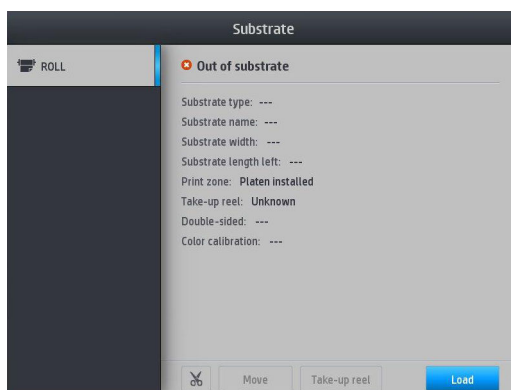 Substrate
ROLL
Out of substrate
Substrate type: ---
Substrate name: ---
Substrate width: ---
Substrate length left: ---
Print zone: Platen installed
Take-up reel: Unknown
Double-sided: ---
Color calibration: ---
Move
Take-up reel
Load